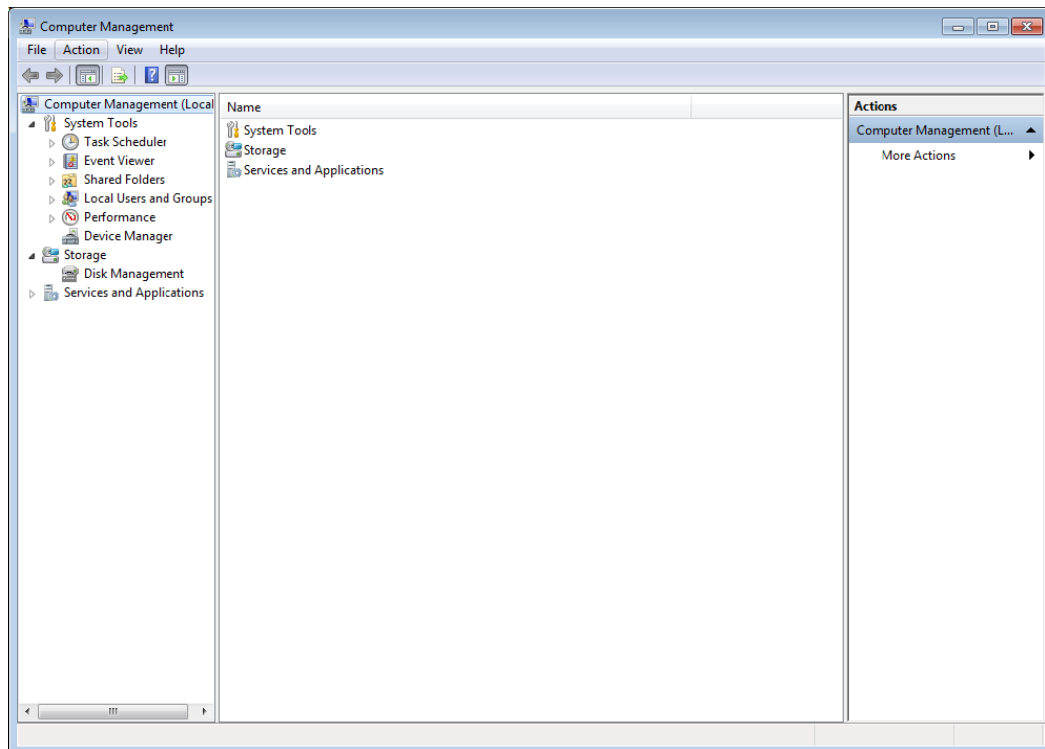 Computer Management
File Action View Help
Computer Management (Local
System Tools
Task Scheduler
Event Viewer
Shared Folders
Local Users and Groups
Performance
Device Manager
Storage
Disk Management
Services and Applications
Name
System Tools
Storage
Services and Applications
Actions
Computer Management (L...
More Actions